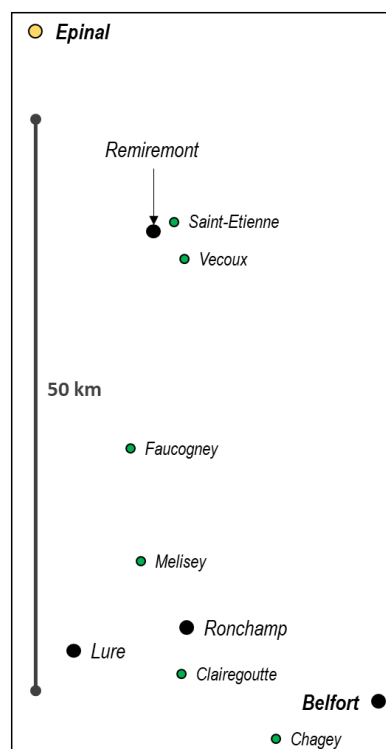 Epinal
Remiremont
Saint-Etienne
Vecoux
50 km
Faucogney
Melisey
Ronchamp
Lure
Clairegoutte
Belfort
Chagey